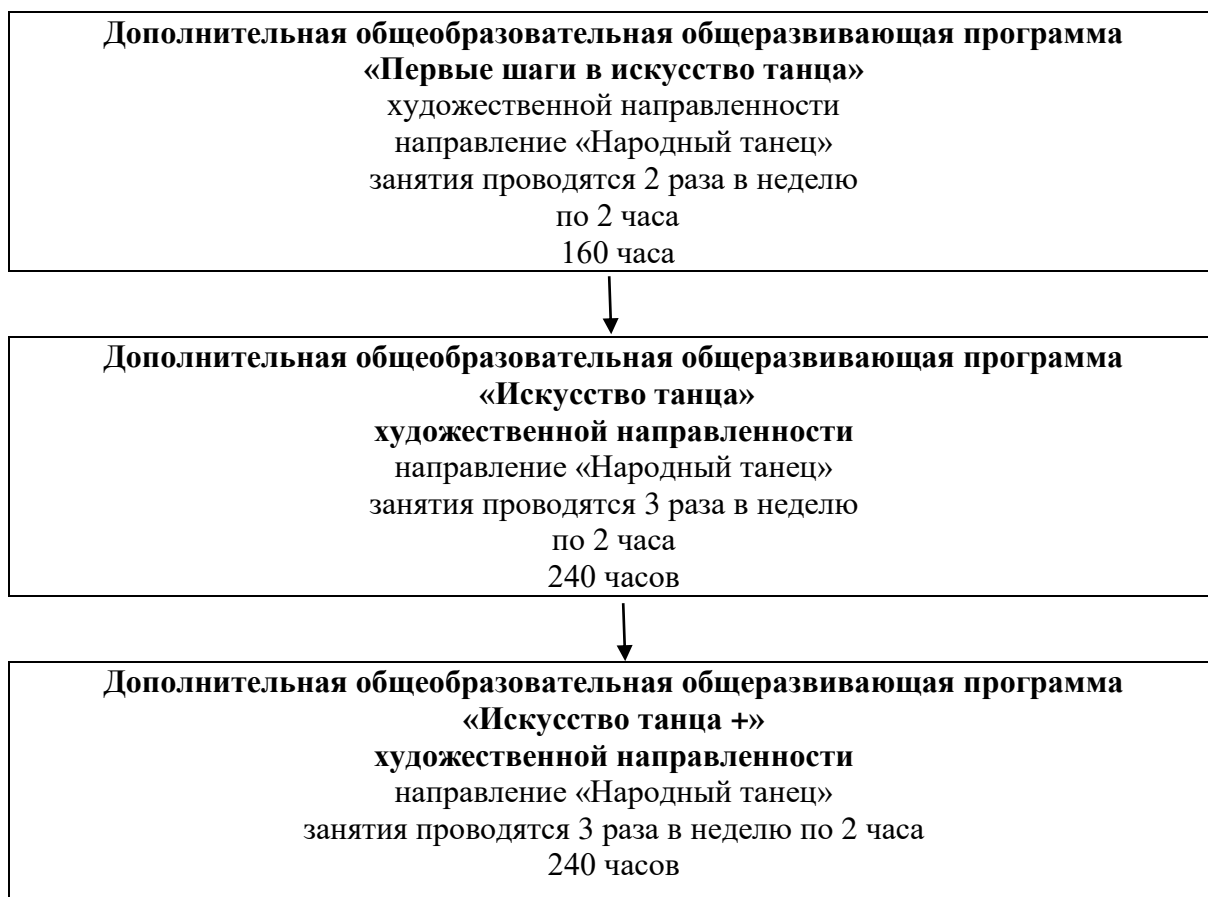 Дополнительная общеобразовательная общеразвивающая программа
«Первые шаги в искусство танца»
художественной направленности
направление «Народный танец»
занятия проводятся 2 раза в неделю
по 2 часа
160 часа
Дополнительная общеобразовательная общеразвивающая программа
«Искусство танца»
художественной направленности
направление «Народный танец»
занятия проводятся 3 раза в неделю
по 2 часа
240 часов
Дополнительная общеобразовательная общеразвивающая программа
«Искусство танца +»
художественной направленности
направление «Народный танец»
занятия проводятся 3 раза в неделю по 2 часа
240 часов